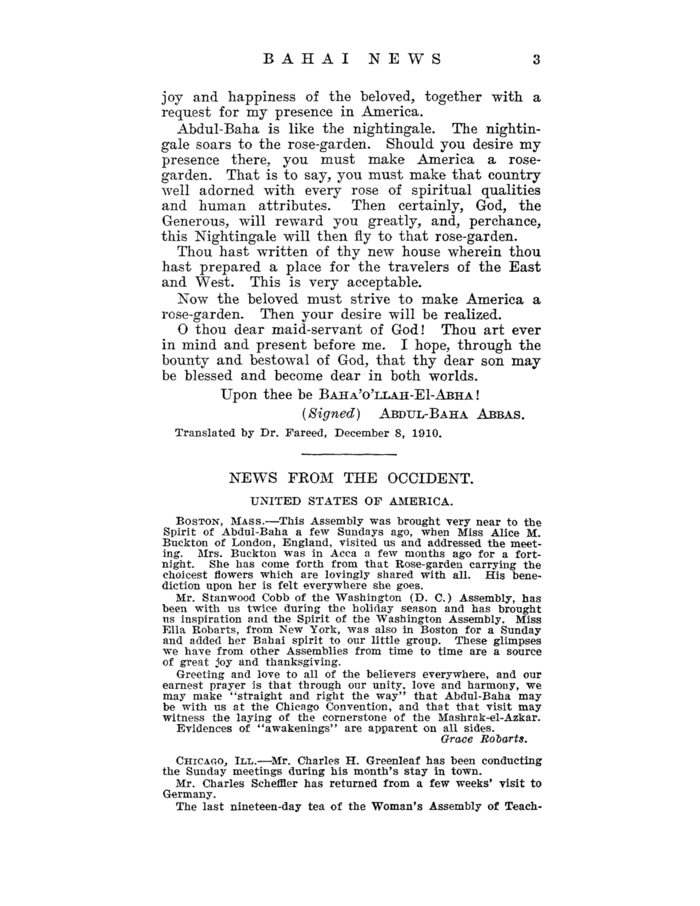 BAHAI NEWS 3
joy and happiness of the beloved, together with a
request for my presence in America.
Abdul-Baha is like the nightingale. The nightin-
gale soars to the rose-garden. Should you desire my
presence there, you must make America a rose-
garden. That is to say, you must make that country
well adorned with every rose of spiritual qualities
and human attributes. Then certainly, God, the
Generous, will reward you greatly, and, perchance,
this Nightingale will then fly to that rose-garden.
Thou hast written of thy new house wherein thou
hast prepared a place for the travelers of the East
and West. This is very acceptable.
Now the beloved must strive to make America a
rose-garden. Then your desire will be realized.
O thou dear maid-servant of God! Thou art ever
in mind and present before me. I hope, through the
bounty and bestowal of God, that thy dear son may
be blessed and become dear in both worlds.
Upon thee be BAHA'O'LLAH-EL-ABHA!
(Signed) ABDUL-BAHA ABBAS.
Translated by Dr. Fareed, December 8, 1910.
NEWS FROM THE OCCIDENT.
UNITED STATES OF AMERICA.
BOSTON, MASS.—This Assembly was brought very near to the
Spirit of Abdul-Baha a few Sundays ago, when Miss Alice M.
Buckton of London, England, visited us and addressed the meet-
ing. Mrs. Buckton was in Acca a few months ago for a fort-
night. She has come forth from that Rose-garden carrying the
choicest flowers which are lovingly shared with all. His bene-
diction upon her is felt everywhere she goes.
Mr. Stanwood Cobb of the Washington (D. C.) Assembly, has
been with us twice during the holiday season and has brought
us inspiration and the Spirit of the Washington Assembly. Miss
Ella Robarts, from New York, was also in Boston for a Sunday
and added her Bahai spirit to our little group. These glimpses
we have from other Assemblies from time to time are a source
of great joy and thanksgiving.
Greeting and love to all of the believers everywhere, and our
earnest prayer is that through our unity, love and harmony, we
may make "straight and right the way" that Abdul-Baha may
be with us at the Chicago Convention, and that that visit may
witness the laying of the cornerstone of the Mashrak-el-Azkar.
Evidences of "awakenings" are apparent on all sides.
Grace Robarts.
CHICAGO, ILL.—Mr. Charles H. Greenleaf has been conducting
the Sunday meetings during his month's stay in town.
Mr. Charles Scheffler has returned from a few weeks' visit to
Germany.
The last nineteen-day tea of the Woman's Assembly of Teach-